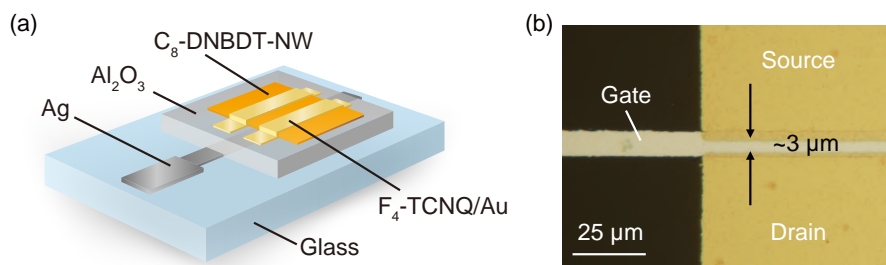 (a)
C₈-DNBDT-NW
Al₂O₃
Ag
F₄-TCNQ/Au
Glass
(b)
Source
Gate
~3 µm
25 µm
Drain